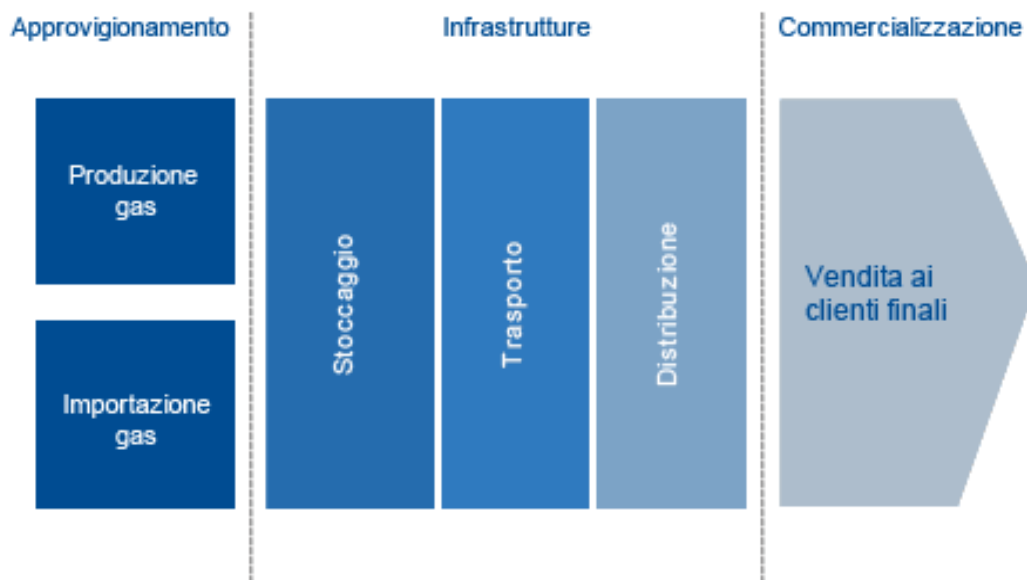 Approvigionamento
Infrastrutture
Commercializzazione
Produzione
gas
Importazione
gas
Stoccaggio
Trasporto
Distribuzione
Vendita ai
clienti finali